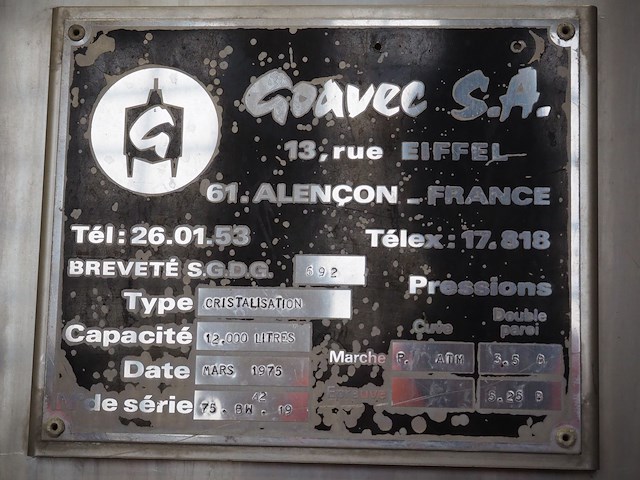 G
Goavec S.A.
13, rue EIFFEL
61. ALENÇON - FRANCE
Tél: 26.01.53 Télex: 17.818
BREVETÉ S.G.D.G. 592
Pressions
Type CRISTALISATION
Cuve Double paroi
Capacité 12.000 LITRES
Marche P. ATM 3,5 B
Date MARS 1975
Epreuve 5.25 B
de série 75. BW. 19
42